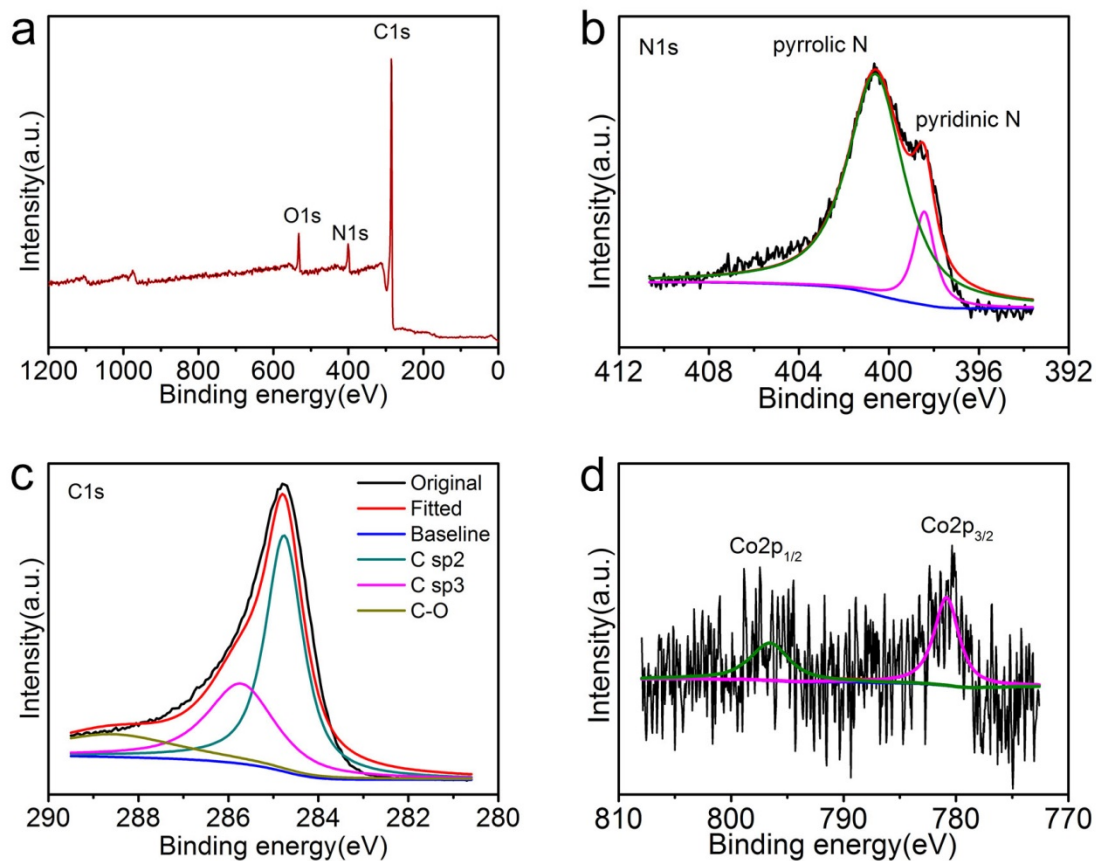 a
C1s
O1s
N1s
Intensity(a.u.)
1200 1000 800 600 400 200 0
Binding energy(eV)
b
N1s
pyrrolic N
pyridinic N
Intensity(a.u.)
412 408 404 400 396 392
Binding energy(eV)
c
C1s
Original
Fitted
Baseline
C sp2
C sp3
C-O
Intensity(a.u.)
290 288 286 284 282 280
Binding energy(eV)
d
Co2p1/2
Co2p3/2
Intensity(a.u.)
810 800 790 780 770
Binding energy(eV)